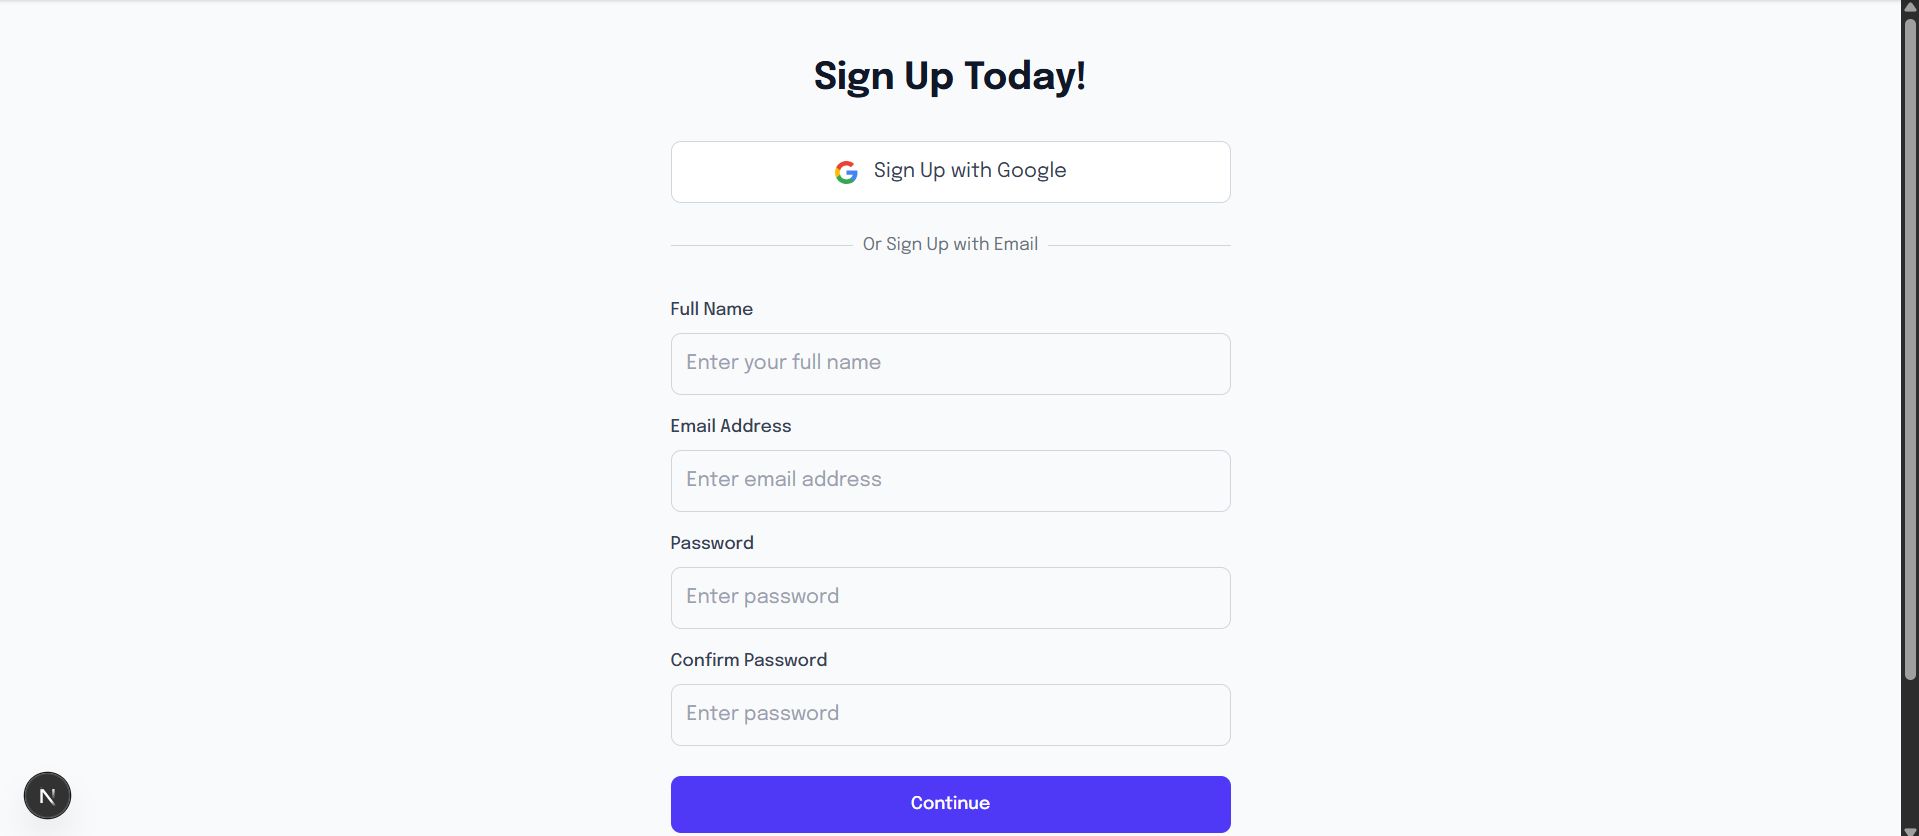 Sign Up Today!
Sign Up with Google
Or Sign Up with Email
Full Name
Enter your full name
Email Address
Enter email address
Password
Enter password
Confirm Password
Enter password
Continue
N